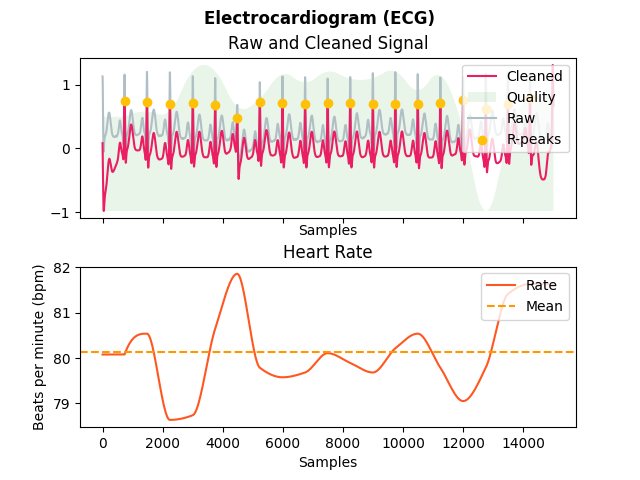 Electrocardiogram (ECG)
Raw and Cleaned Signal
1
0
−1
Cleaned
Quality
Raw
R-peaks
Samples
Heart Rate
82
81
80
79
Beats per minute (bpm)
Rate
Mean
0 2000 4000 6000 8000 10000 12000 14000
Samples